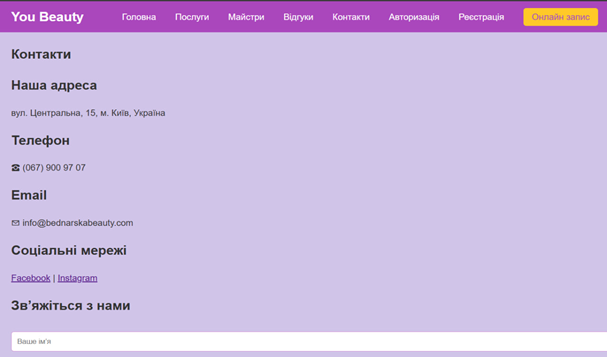 You Beauty Головна Послуги Майстри Відгуки Контакти Авторизація Реєстрація Онлайн запис
Контакти
Наша адреса
вул. Центральна, 15, м. Київ, Україна
Телефон
☎ (067) 900 97 07
Email
✉ info@bednarskabeauty.com
Соціальні мережі
Facebook | Instagram
Зв’яжіться з нами
Ваше ім'я